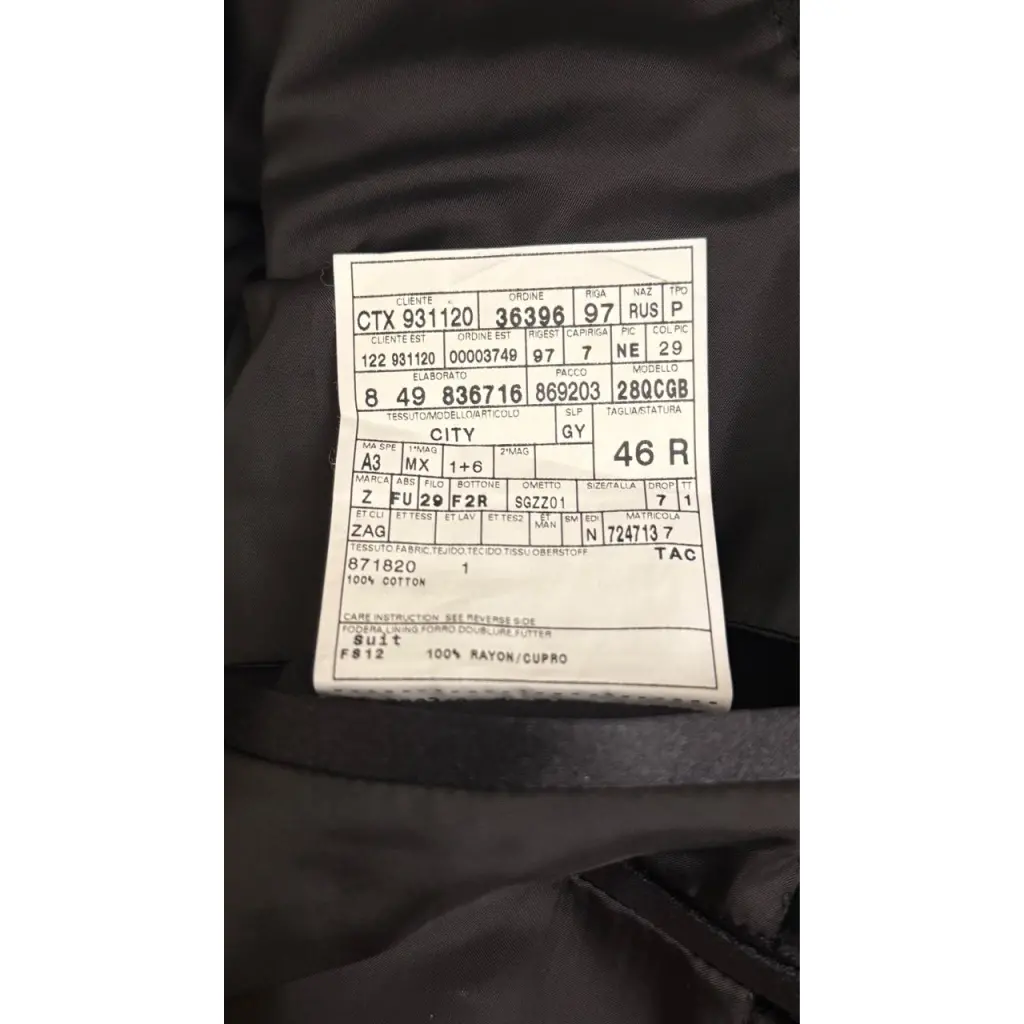 CLIENTE ORDINE RIGA NAZ TPO
CTX 931120 36396 97 RUS P
CLIENTE EST ORDINE EST RIGEST CAPIRIGA PIC COL PIC
122 931120 00003749 97 7 NE 29
ELABORATO PACCO MODELLO
8 49 836716 869203 28QCGB
TESSUTO/MODELLO/ARTICOLO SLP TAGLIA/STATURA
CITY GY 46 R
MA SPE 1°MAG 2°MAG
A3 MX 1+6
MARCA ABS FILO BOTTONE OMETTO SIZE/TALLA DROP TT
Z FU 29 F2R SGZZ01 7 1
ET CLI ET TESS ET LAV ET TES2 ET MAN SM EDI MATRICOLA
ZAG N 724713 7
TESSUTO,FABRIC,TEJIDO,TECIDO,TISSU OBERSTOFF TAC
871820 1
100% COTTON
CARE INSTRUCTION SEE REVERSE SIDE
FODERA,LINING,FORRO,DOUBLURE,FUTTER
Suit
FS12 100% RAYON/CUPRO